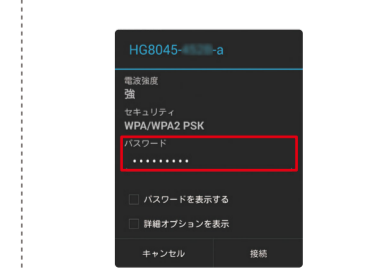 HG8045- -a
電波強度
強
セキュリティ
WPA/WPA2 PSK
パスワード
•••••••••
パスワードを表示する
詳細オプションを表示
キャンセル 接続